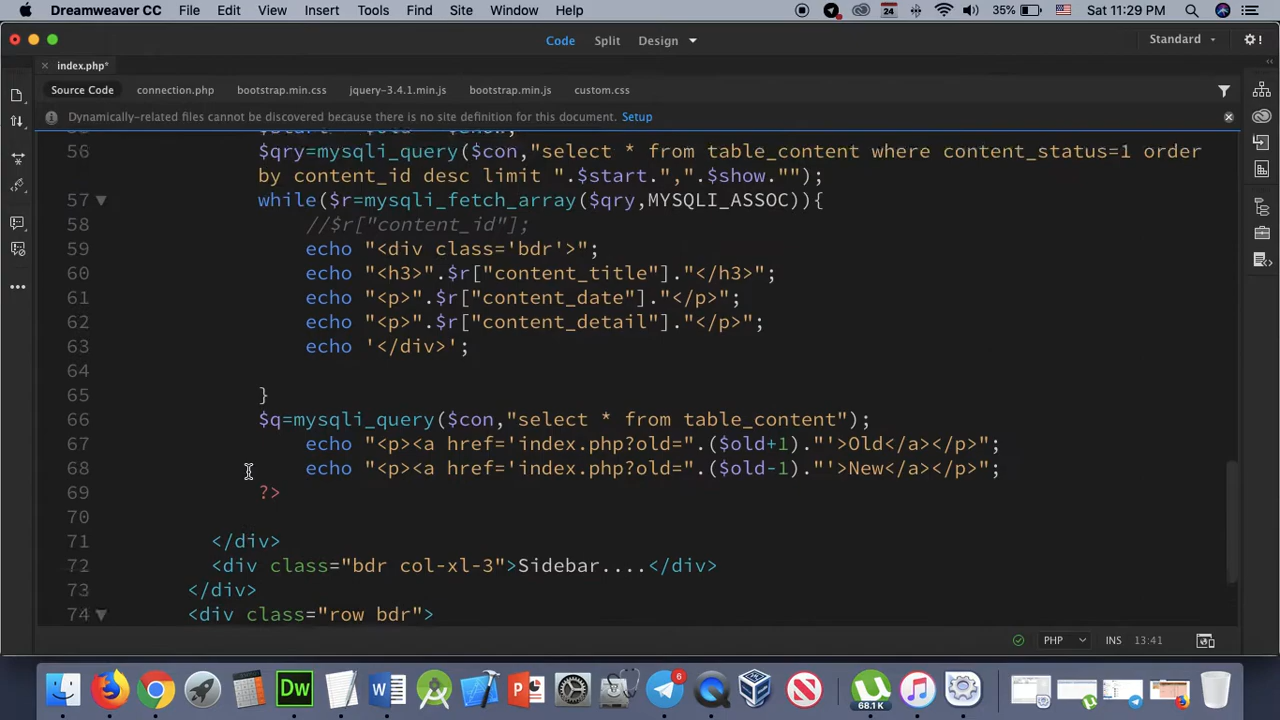 Dreamweaver CC File Edit View Insert Format Tools Find Site Window Help 24 35% Sat 11:29 PM
Code Split Design Standard
index.php*
Source Code connection.php bootstrap.min.css jquery-3.4.1.min.js bootstrap.min.js custom.css
Dynamically-related files cannot be discovered because there is no site definition for this document. Setup
56 $qry=mysqli_query($con,"select * from table_content where content_status=1 order
by content_id desc limit ".$start.",".$show."");
57 while($r=mysqli_fetch_array($qry,MYSQLI_ASSOC)){
58 //$r["content_id"];
59 echo "<div class='bdr'>";
60 echo "<h3>".$r["content_title"]."</h3>";
61 echo "<p>".$r["content_date"]."</p>";
62 echo "<p>".$r["content_detail"]."</p>";
63 echo '</div>';
64
65 }
66 $q=mysqli_query($con,"select * from table_content");
67 echo "<p><a href='index.php?old=".($old+1)."'>Old</a></p>";
68 echo "<p><a href='index.php?old=".($old-1)."'>New</a></p>";
69 ?>
70
71 </div>
72 <div class="bdr col-xl-3">Sidebar....</div>
73 </div>
74 <div class="row bdr">
PHP INS 13:41
Dw W P 6 N 68.1 K